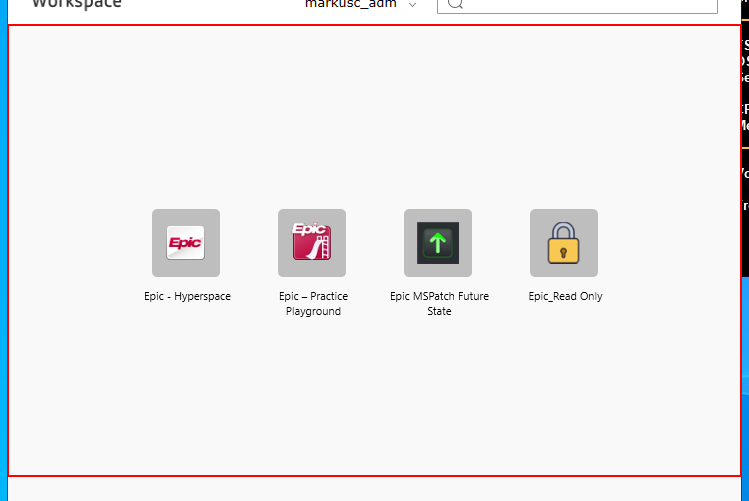 Workspace
markusc_adm
Epic
Epic
Epic - Hyperspace
Epic – Practice
Playground
Epic MSPatch Future
State
Epic_Read Only